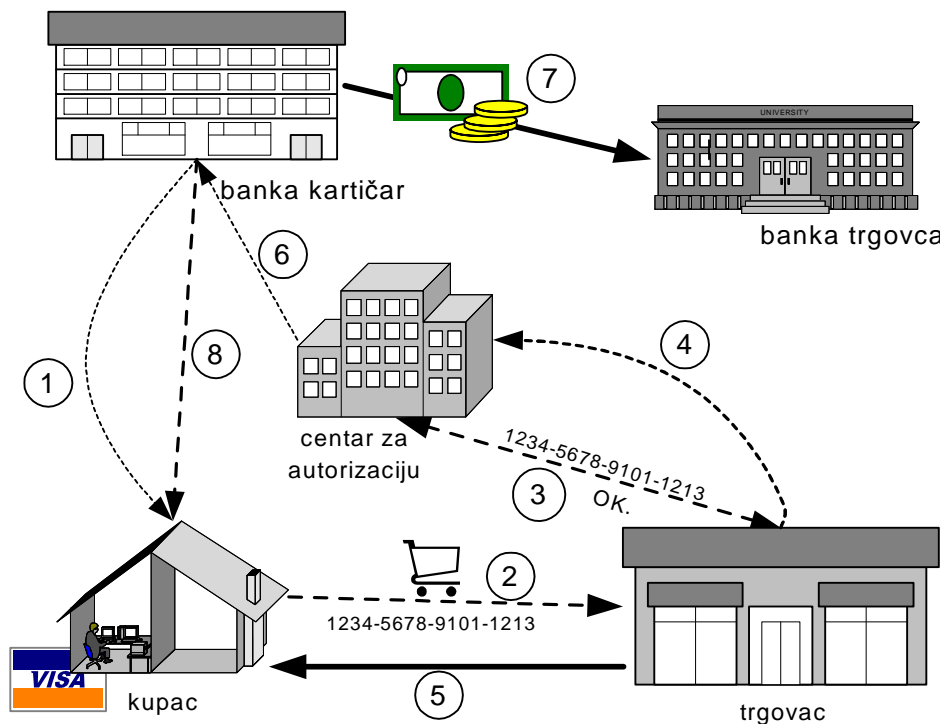 7
UNIVERSITY
banka kartičar
banka trgovca
6
4
8
1
centar za
autorizaciju
1234-5678-9101-1213
3
OK.
2
1234-5678-9101-1213
VISA
kupac
5
trgovac